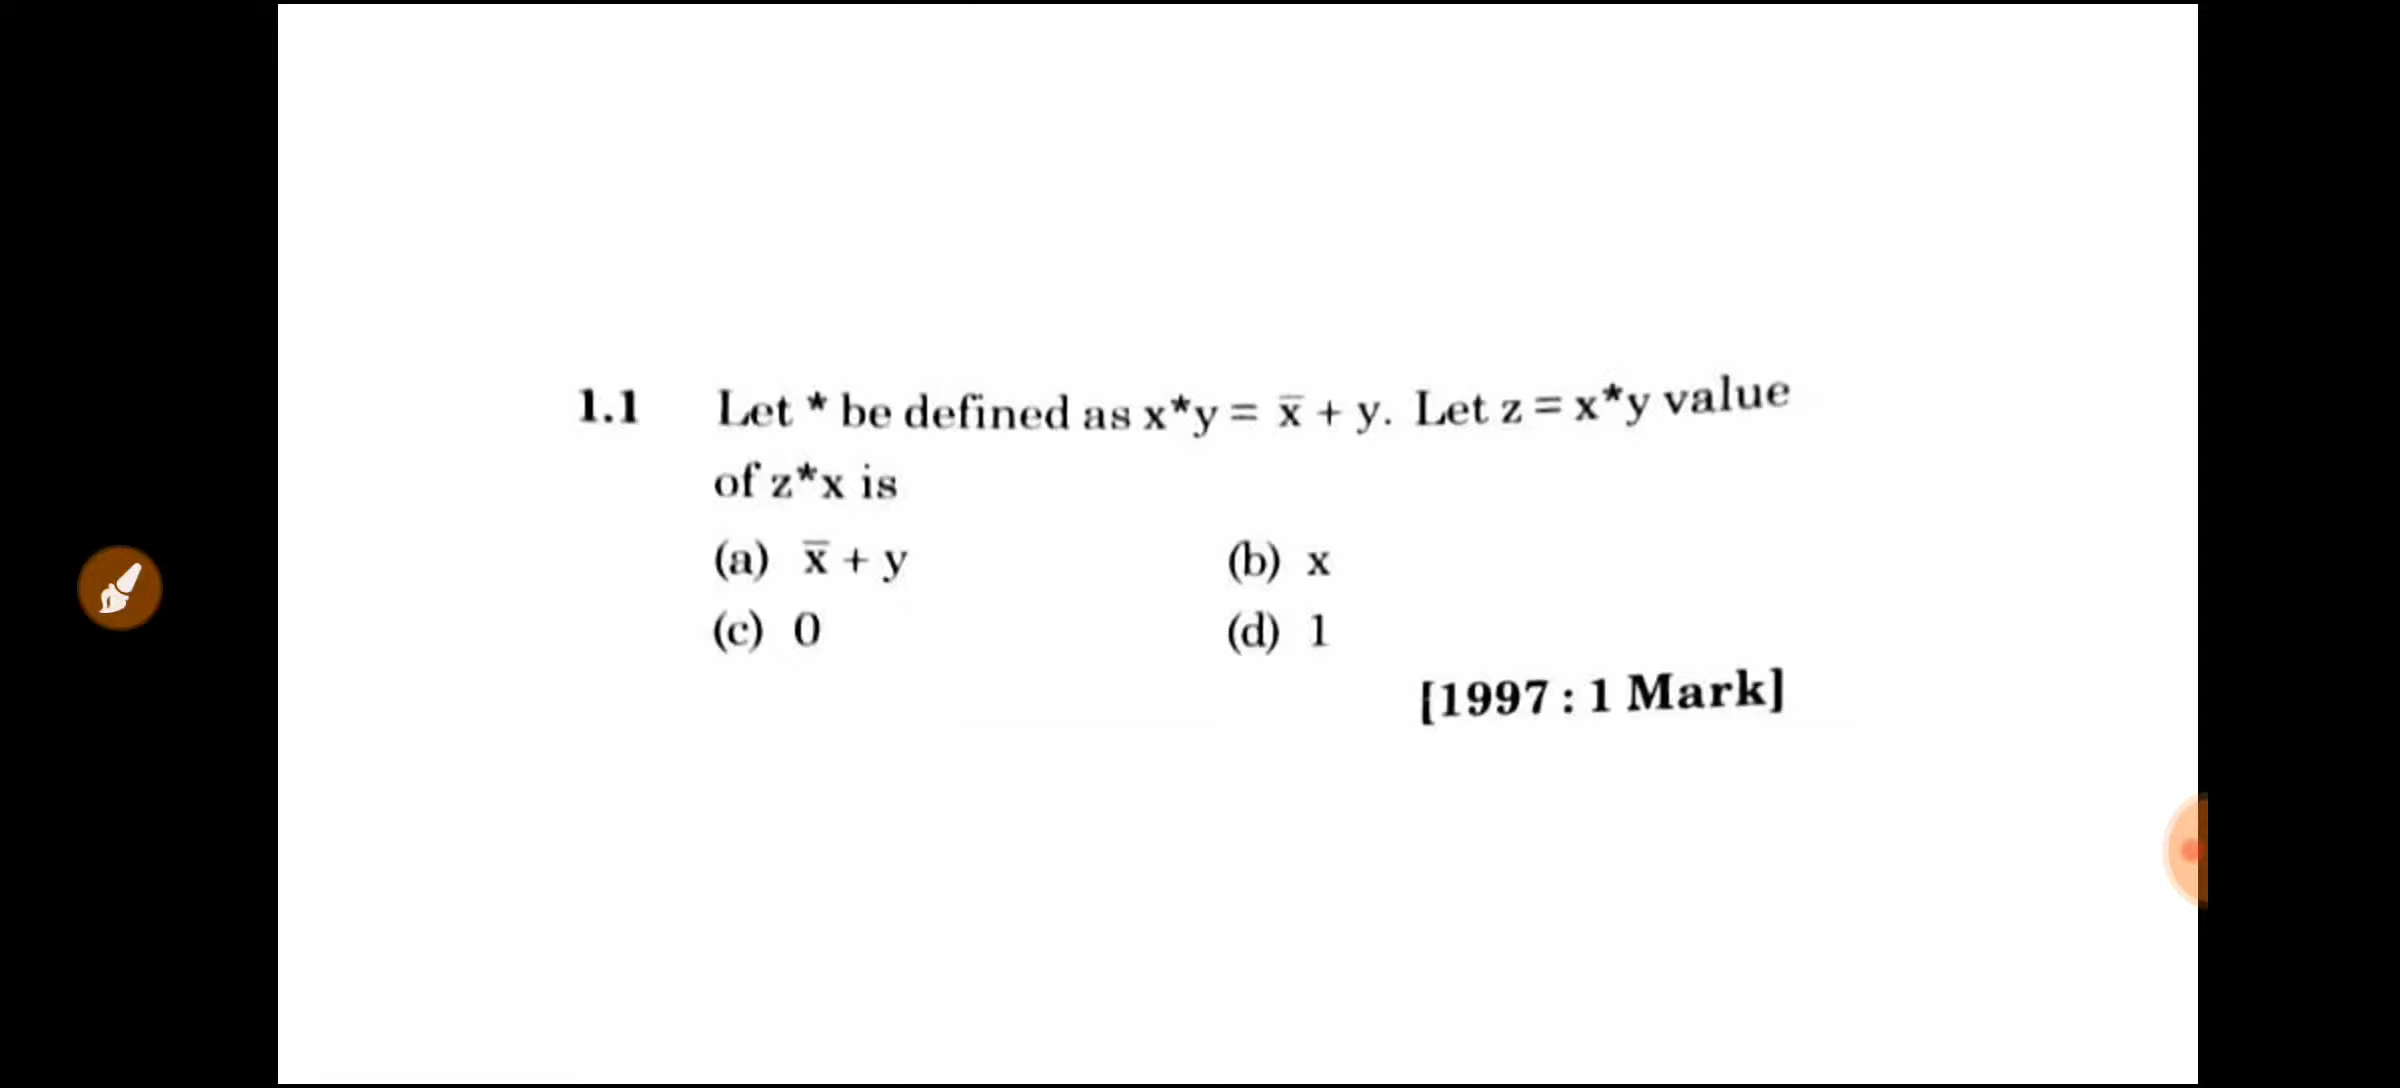 1.1 Let * be defined as x*y = x̅ + y. Let z = x*y value
of z*x is
(a) x̅ + y (b) x
(c) 0 (d) 1
[1997 : 1 Mark]